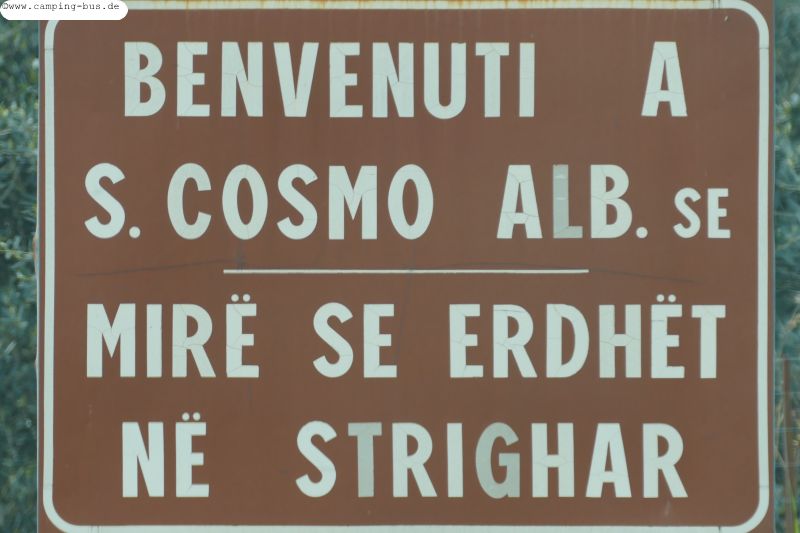 ©www.camping-bus.de
BENVENUTI A
S. COSMO ALB. SE
MIRË SE ERDHËT
NË STRIGHAR